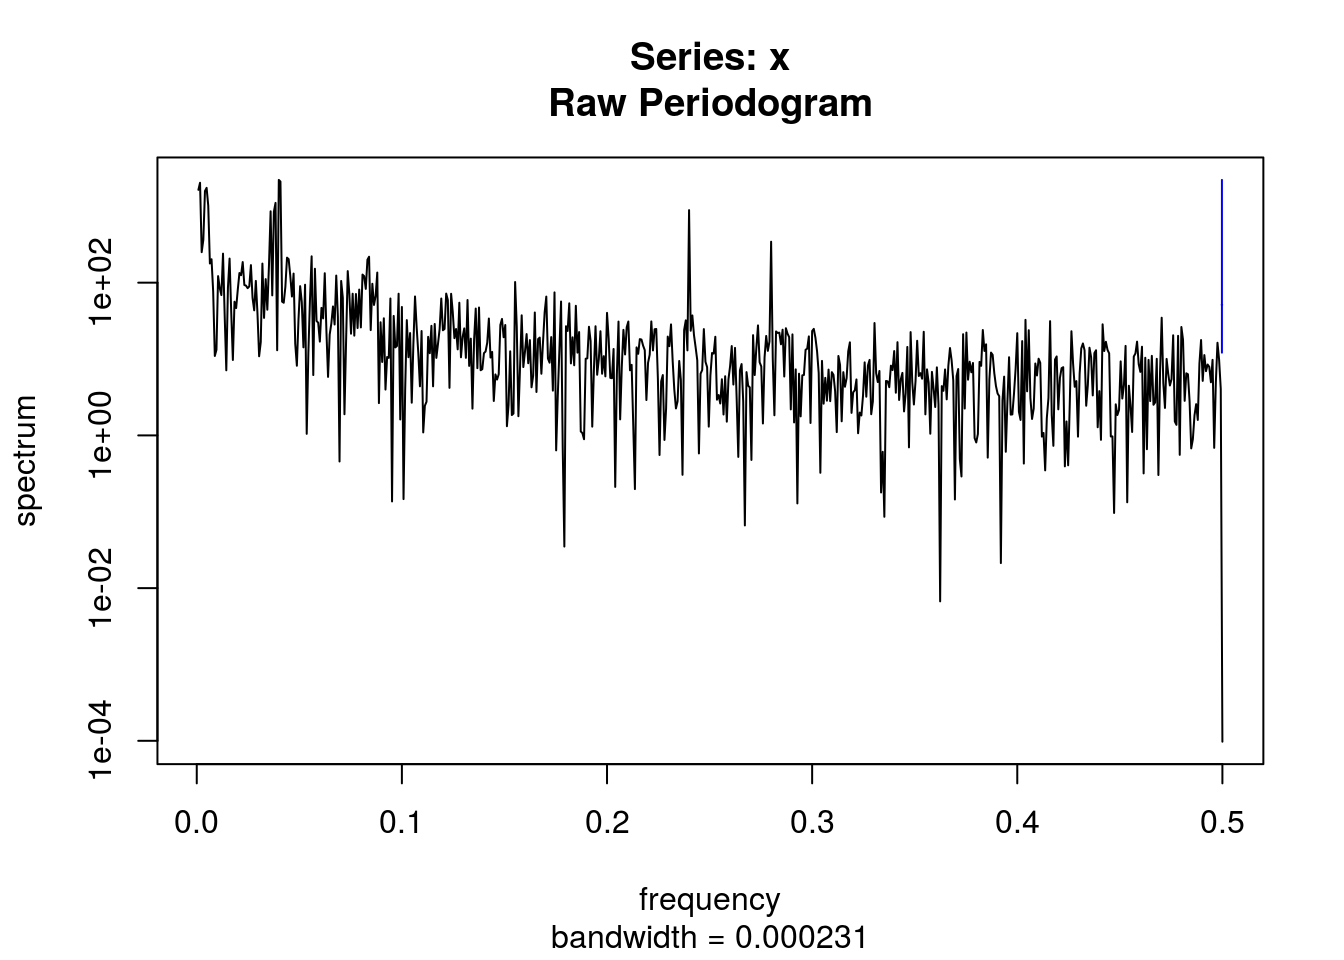 Series: x
Raw Periodogram
spectrum
1e+02
1e+00
1e-02
1e-04
0.0 0.1 0.2 0.3 0.4 0.5
frequency
bandwidth = 0.000231